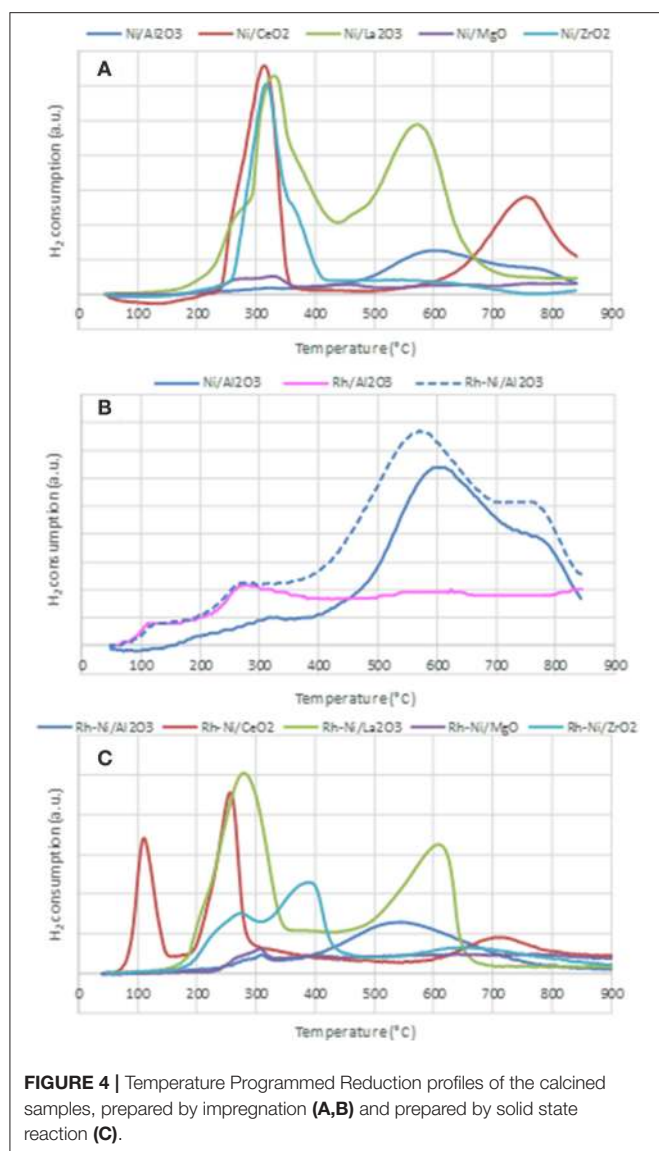 Ni/Al2O3 Ni/CeO2 Ni/La2O3 Ni/MgO Ni/ZrO2
A
H2 consumption (a.u.)
0 100 200 300 400 500 600 700 800 900
Temperature (°C)
Ni/Al2O3 Rh/Al2O3 Rh-Ni/Al2O3
B
H2 consumption (a.u.)
0 100 200 300 400 500 600 700 800 900
Temperature (°C)
Rh-Ni/Al2O3 Rh-Ni/CeO2 Rh-Ni/La2O3 Rh-Ni/MgO Rh-Ni/ZrO2
C
H2 consumption (a.u.)
0 100 200 300 400 500 600 700 800 900
Temperature (°C)
FIGURE 4 | Temperature Programmed Reduction profiles of the calcined
samples, prepared by impregnation (A,B) and prepared by solid state
reaction (C).